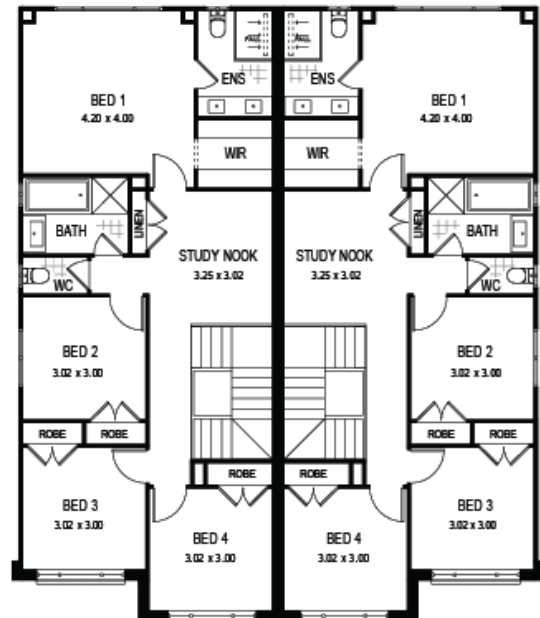 ENS
ENS
BED 1
4.20 x 4.00
BED 1
4.20 x 4.00
WIR
WIR
LINEN
LINEN
BATH
BATH
STUDY NOOK
3.25 x 3.02
STUDY NOOK
3.25 x 3.02
WC
WC
BED 2
3.02 x 3.00
BED 2
3.02 x 3.00
ROBE
ROBE
ROBE
ROBE
ROBE
ROBE
BED 3
3.02 x 3.00
BED 3
3.02 x 3.00
BED 4
3.02 x 3.00
BED 4
3.02 x 3.00